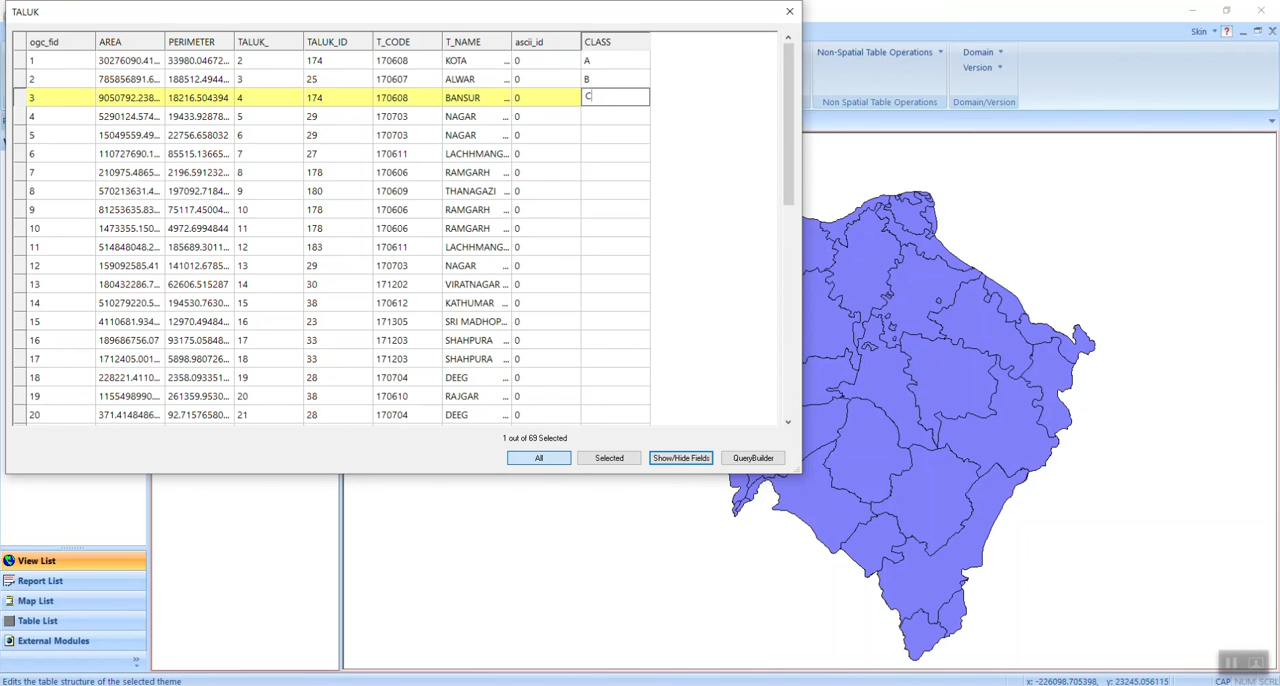 TALUK
Skin
Non-Spatial Table Operations
Domain
Version
Non Spatial Table Operations
Domain/Version
ogc_fid AREA PERIMETER TALUK_ TALUK_ID T_CODE T_NAME ascii_id CLASS
1 30276090.41... 33980.04672... 2 174 170608 KOTA ... 0 A
2 785856891.6... 188512.4944... 3 25 170607 ALWAR ... 0 B
3 9050792.238... 18216.504394 4 174 170608 BANSUR ... 0 C
4 5290124.574... 19433.92878... 5 29 170703 NAGAR ... 0
5 15049559.49... 22756.658032 6 29 170703 NAGAR ... 0
6 110727690.1... 85515.13665... 7 27 170611 LACHHMANG... 0
7 210975.4865... 2196.591232... 8 178 170606 RAMGARH ... 0
8 570213631.4... 197092.7184... 9 180 170609 THANAGAZI ... 0
9 81253635.83... 75117.45004... 10 178 170606 RAMGARH ... 0
10 1473355.150... 4972.6994844 11 178 170606 RAMGARH ... 0
11 514848048.2... 185689.3011... 12 183 170611 LACHHMANG... 0
12 159092585.41 141012.6785... 13 29 170703 NAGAR ... 0
13 180432286.7... 62606.515287 14 30 171202 VIRATNAGAR ... 0
14 510279220.5... 194530.7630... 15 38 170612 KATHUMAR ... 0
15 4110681.934... 12970.49484... 16 23 171305 SRI MADHOP... 0
16 189686756.07 93175.05848... 17 33 171203 SHAHPURA ... 0
17 1712405.001... 5898.980726... 18 33 171203 SHAHPURA ... 0
18 228221.4110... 2358.093351... 19 28 170704 DEEG ... 0
19 1155498990.... 261359.9530... 20 38 170610 RAJGAR ... 0
20 371.4148486... 92.71576580... 21 28 170704 DEEG ... 0
1 out of 69 Selected
All Selected Show/Hide Fields QueryBuilder
View List
Report List
Map List
Table List
External Modules
Edits the table structure of the selected theme
x: -226098.705398, y: 23245.056115
CAP NUM SCRL